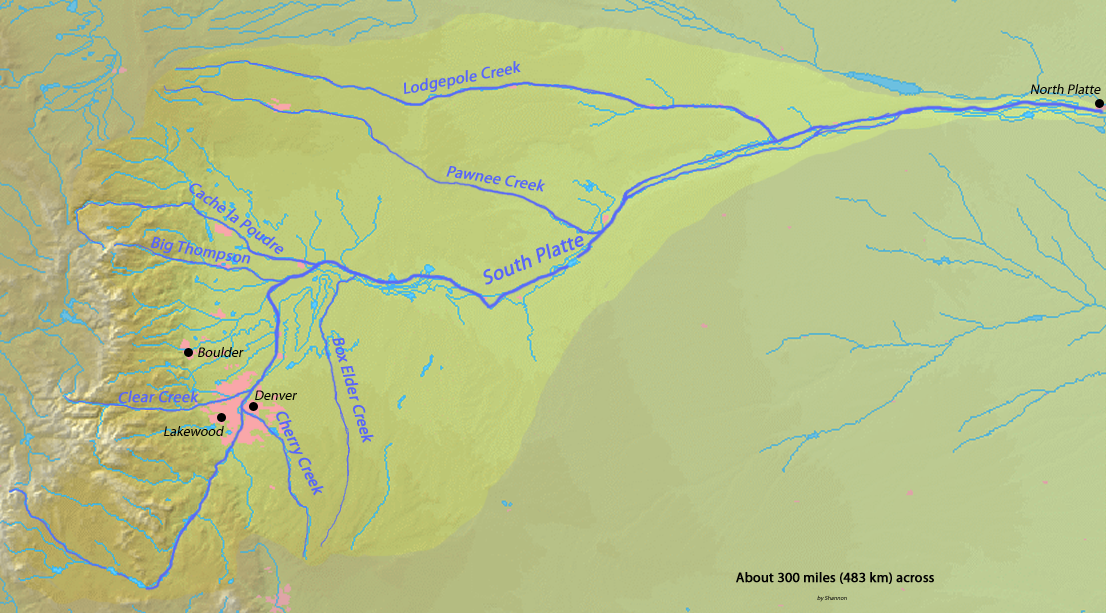 Lodgepole Creek
North Platte
Pawnee Creek
Cache la Poudre
Big Thompson
South Platte
Boulder
Box Elder Creek
Clear Creek
Denver
Lakewood
Cherry Creek
About 300 miles (483 km) across
by Shannon